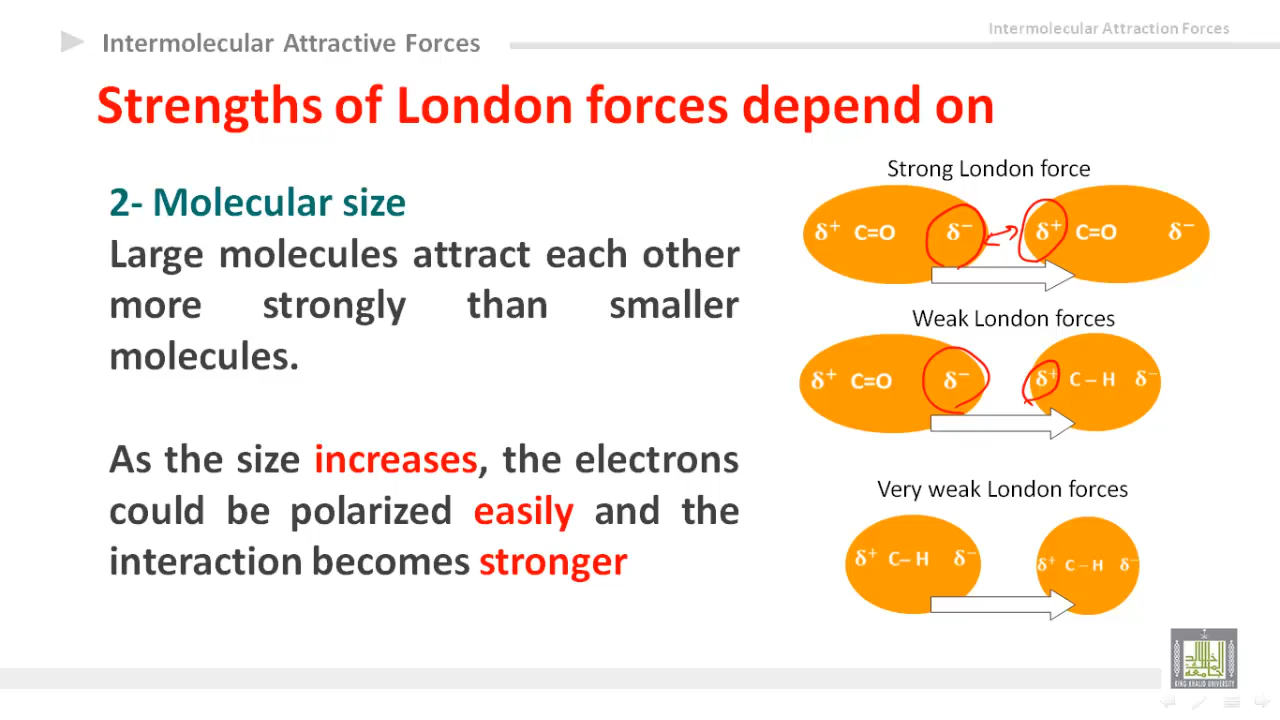 Intermolecular Attractive Forces
Intermolecular Attraction Forces
Strengths of London forces depend on
2- Molecular size
Large molecules attract each other
more strongly than smaller
molecules.
As the size increases, the electrons
could be polarized easily and the
interaction becomes stronger
Strong London force
δ⁺ C=O δ⁻ δ⁺ C=O δ⁻
Weak London forces
δ⁺ C=O δ⁻ δ⁺ C – H δ⁻
Very weak London forces
δ⁺ C– H δ⁻ δ⁺ C – H δ⁻
KING KHALID UNIVERSITY